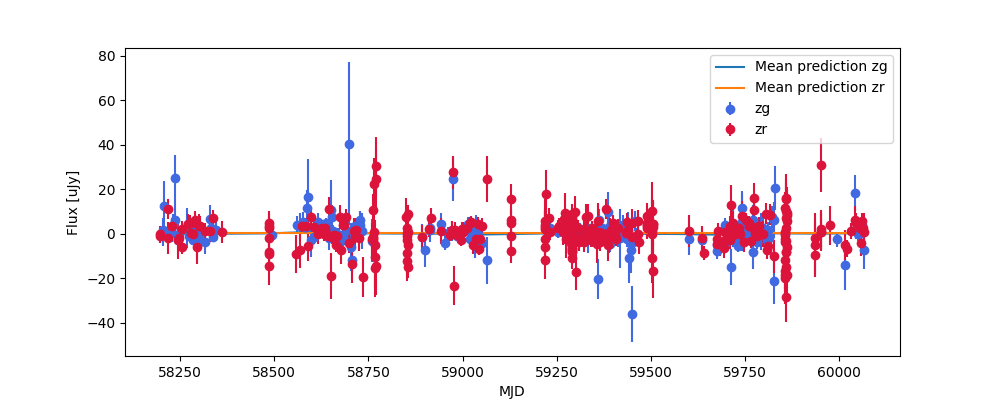 80
60
40
20
0
−20
−40
Flux [uJy]
58250
58500
58750
59000
59250
59500
59750
60000
MJD
Mean prediction zg
Mean prediction zr
zg
zr